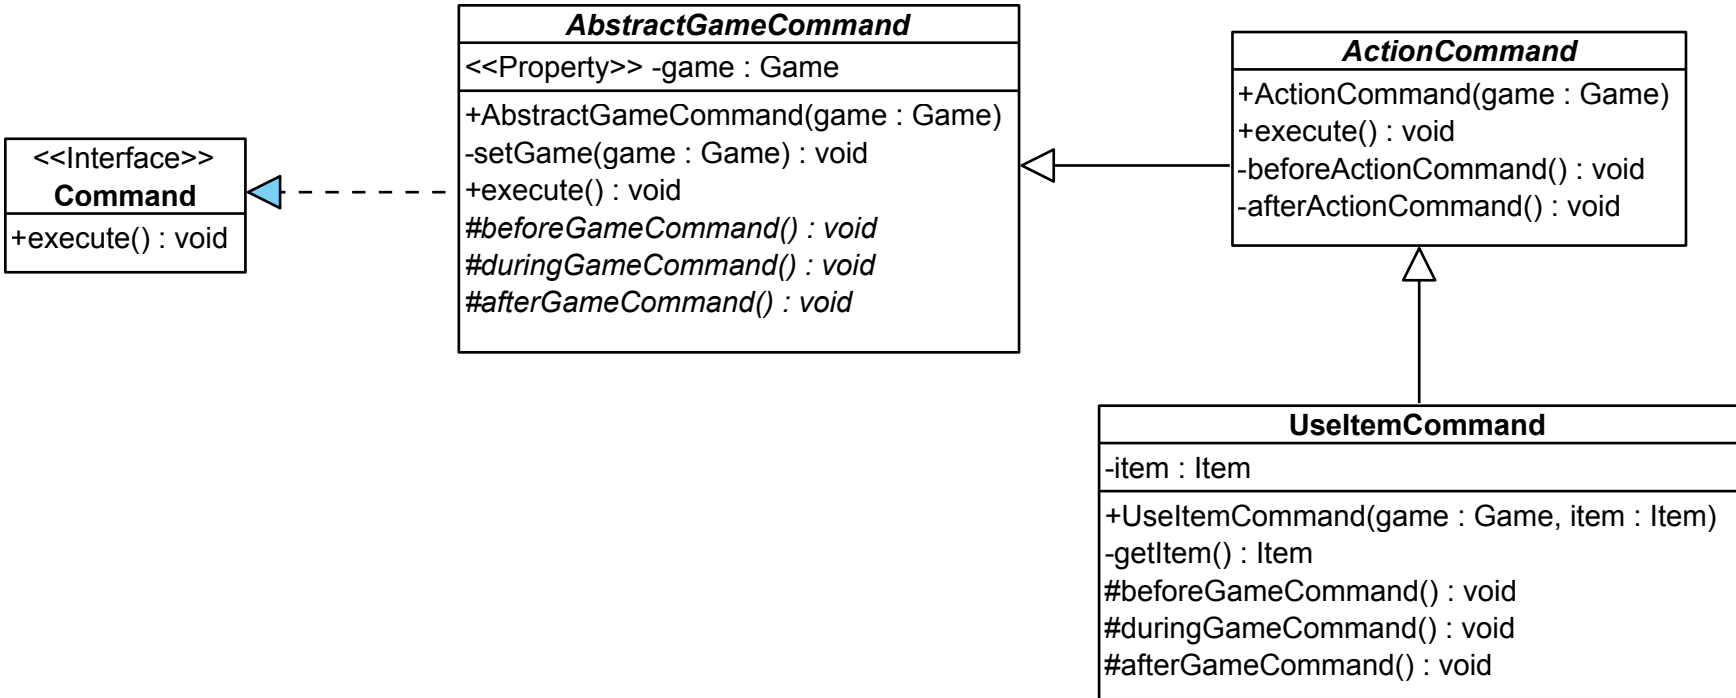 <<Interface>>
Command
+execute() : void
AbstractGameCommand
<<Property>> -game : Game
+AbstractGameCommand(game : Game)
-setGame(game : Game) : void
+execute() : void
#beforeGameCommand() : void
#duringGameCommand() : void
#afterGameCommand() : void
ActionCommand
+ActionCommand(game : Game)
+execute() : void
-beforeActionCommand() : void
-afterActionCommand() : void
UseItemCommand
-item : Item
+UseItemCommand(game : Game, item : Item)
-getItem() : Item
#beforeGameCommand() : void
#duringGameCommand() : void
#afterGameCommand() : void